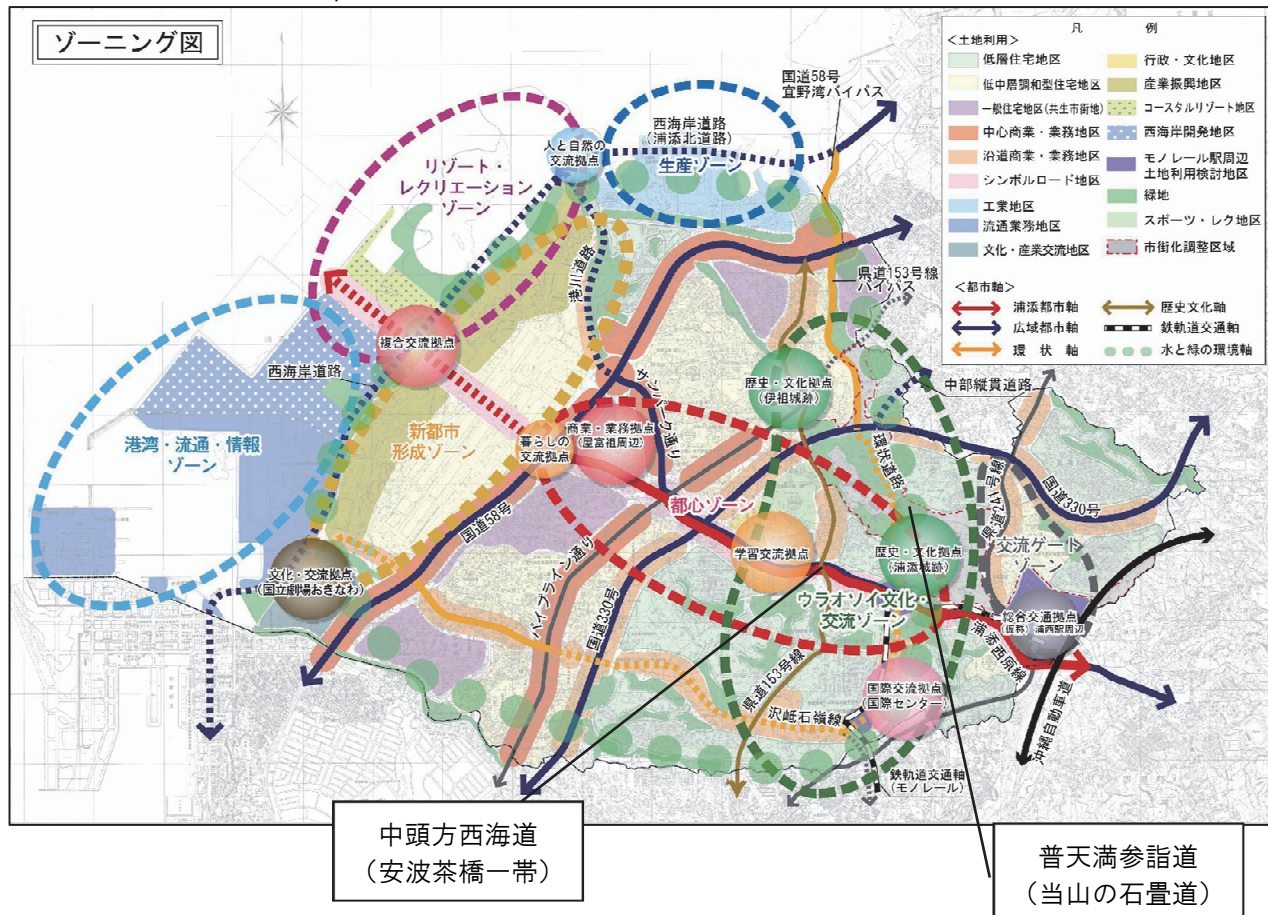 ゾーニング図
凡　例
＜土地利用＞
低層住宅地区
低中層調和型住宅地区
一般住宅地区(共生市街地)
中心商業・業務地区
沿道商業・業務地区
シンボルロード地区
工業地区
流通業務地区
文化・産業交流地区
行政・文化地区
産業振興地区
コースタルリゾート地区
西海岸開発地区
モノレール駅周辺
土地利用検討地区
緑地
スポーツ・レク地区
市街化調整区域
＜都市軸＞
浦添都市軸
広域都市軸
環　状　軸
歴史文化軸
鉄軌道交通軸
水と緑の環境軸
国道58号
宜野湾バイパス
西海岸道路
(浦添北道路)
生産ゾーン
人と自然の
交流拠点
リゾート・
レクリエーション
ゾーン
港川道路
県道153号線
バイパス
複合交流拠点
西海岸道路
歴史・文化拠点
(伊祖城跡)
中部縦貫道路
サンパーク通り
港湾・流通・情報
ゾーン
新都市
形成ゾーン
暮らしの
交流拠点
商業・業務拠点
(屋富祖周辺)
環状道路
都心ゾーン
国道58号
県道241号線
国道330号
学習交流拠点
歴史・文化拠点
(浦添城跡)
交流ゲート
ゾーン
文化・交流拠点
(国立劇場おきなわ)
パイプライン通り
国道330号
ウラオソイ文化・
交流ゾーン
総合交通拠点
(仮称)浦西駅周辺
浦添西原線
県道153号線
沢岻石嶺線
国際交流拠点
(国際センター)
沖縄自動車道
鉄軌道交通軸
(モノレール)
中頭方西海道
（安波茶橋一帯）
普天満参詣道
（当山の石畳道）